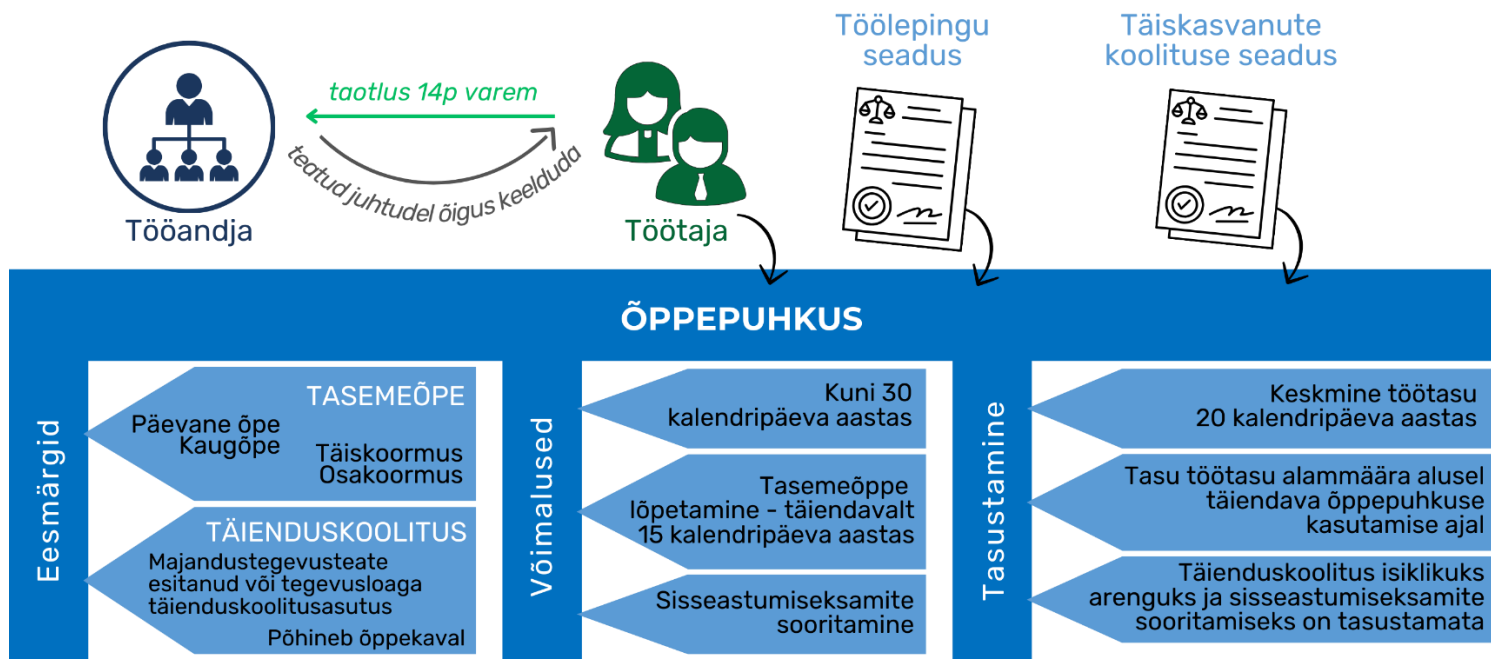 Töölepingu
seadus
Täiskasvanute
koolituse seadus
taotlus 14p varem
teatud juhtudel õigus keelduda
Tööandja
Töötaja
ÕPPEPUHKUS
Eesmärgid
TASEMEÕPE
Päevane õpe
Kaugõpe
Täiskoormus
Osakoormus
TÄIENDUSKOOLITUS
Majandustegevusteate
esitanud või tegevusloaga
täienduskoolitusasutus
Põhineb õppekaval
Võimalused
Kuni 30
kalendripäeva aastas
Tasemeõppe
lõpetamine - täiendavalt
15 kalendripäeva aastas
Sisseastumiseksamite
sooritamine
Tasustamine
Keskmine töötasu
20 kalendripäeva aastas
Tasu töötasu alammäära alusel
täiendava õppepuhkuse
kasutamise ajal
Täienduskoolitus isiklikuks
arenguks ja sisseastumiseksamite
sooritamiseks on tasustamata